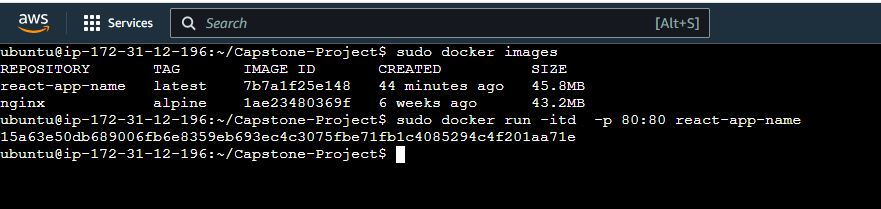 aws Services Search [Alt+S]
ubuntu@ip-172-31-12-196:~/Capstone-Project$ sudo docker images
REPOSITORY TAG IMAGE ID CREATED SIZE
react-app-name latest 7b7a1f25e148 44 minutes ago 45.8MB
nginx alpine 1ae23480369f 6 weeks ago 43.2MB
ubuntu@ip-172-31-12-196:~/Capstone-Project$ sudo docker run -itd  -p 80:80 react-app-name
15a63e50db689006fb6e8359eb693ec4c3075fbe71fb1c4085294c4f201aa71e
ubuntu@ip-172-31-12-196:~/Capstone-Project$